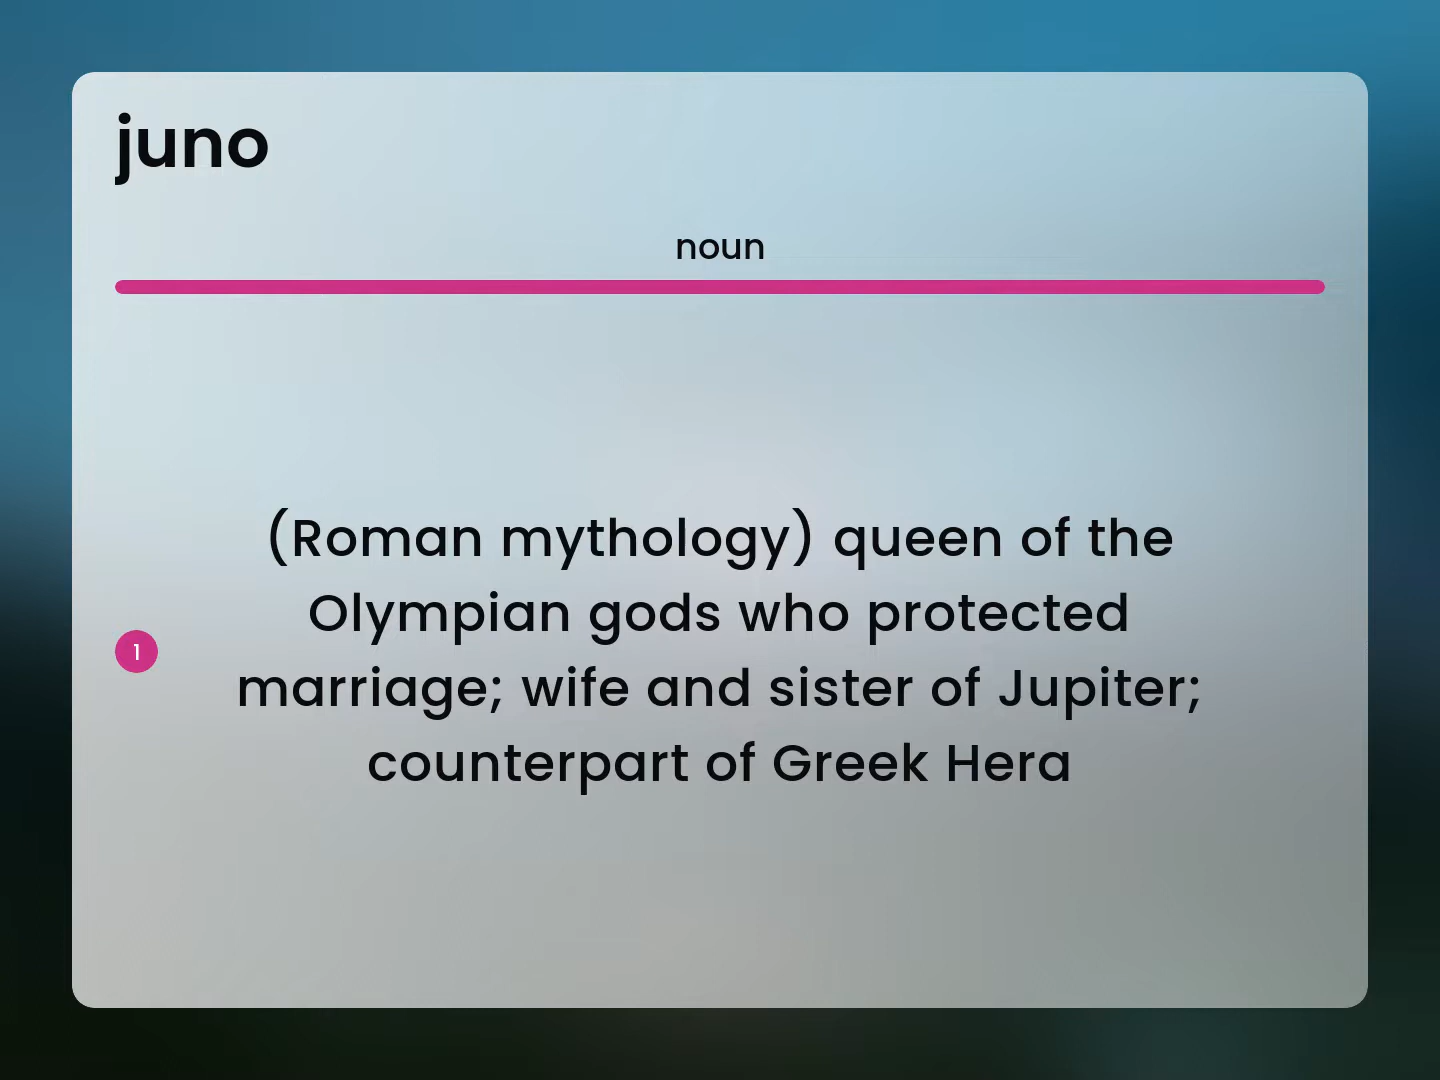 juno
noun
1
(Roman mythology) queen of the
Olympian gods who protected
marriage; wife and sister of Jupiter;
counterpart of Greek Hera